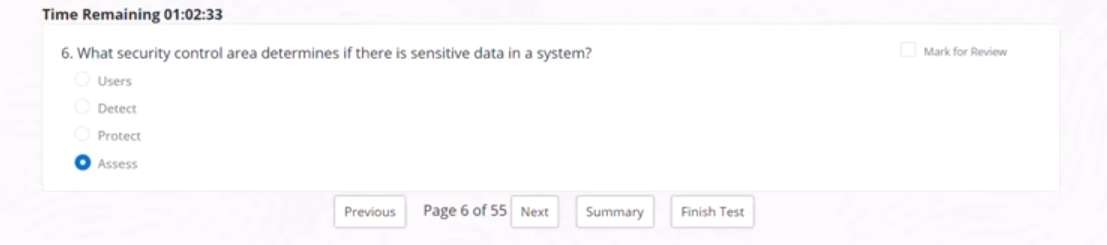 Time Remaining 01:02:33
6. What security control area determines if there is sensitive data in a system?
Mark for Review
Users
Detect
Protect
Assess
Previous Page 6 of 55 Next Summary Finish Test